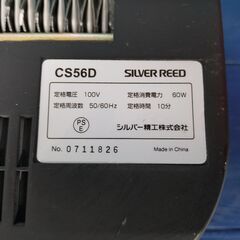 CS56D SILVER REED
定格電圧 100V 定格消費電力 60W
定格周波数 50/60Hz 定格時間 10分
PS
E
シルバー精工株式会社
No. 0711826 Made in China